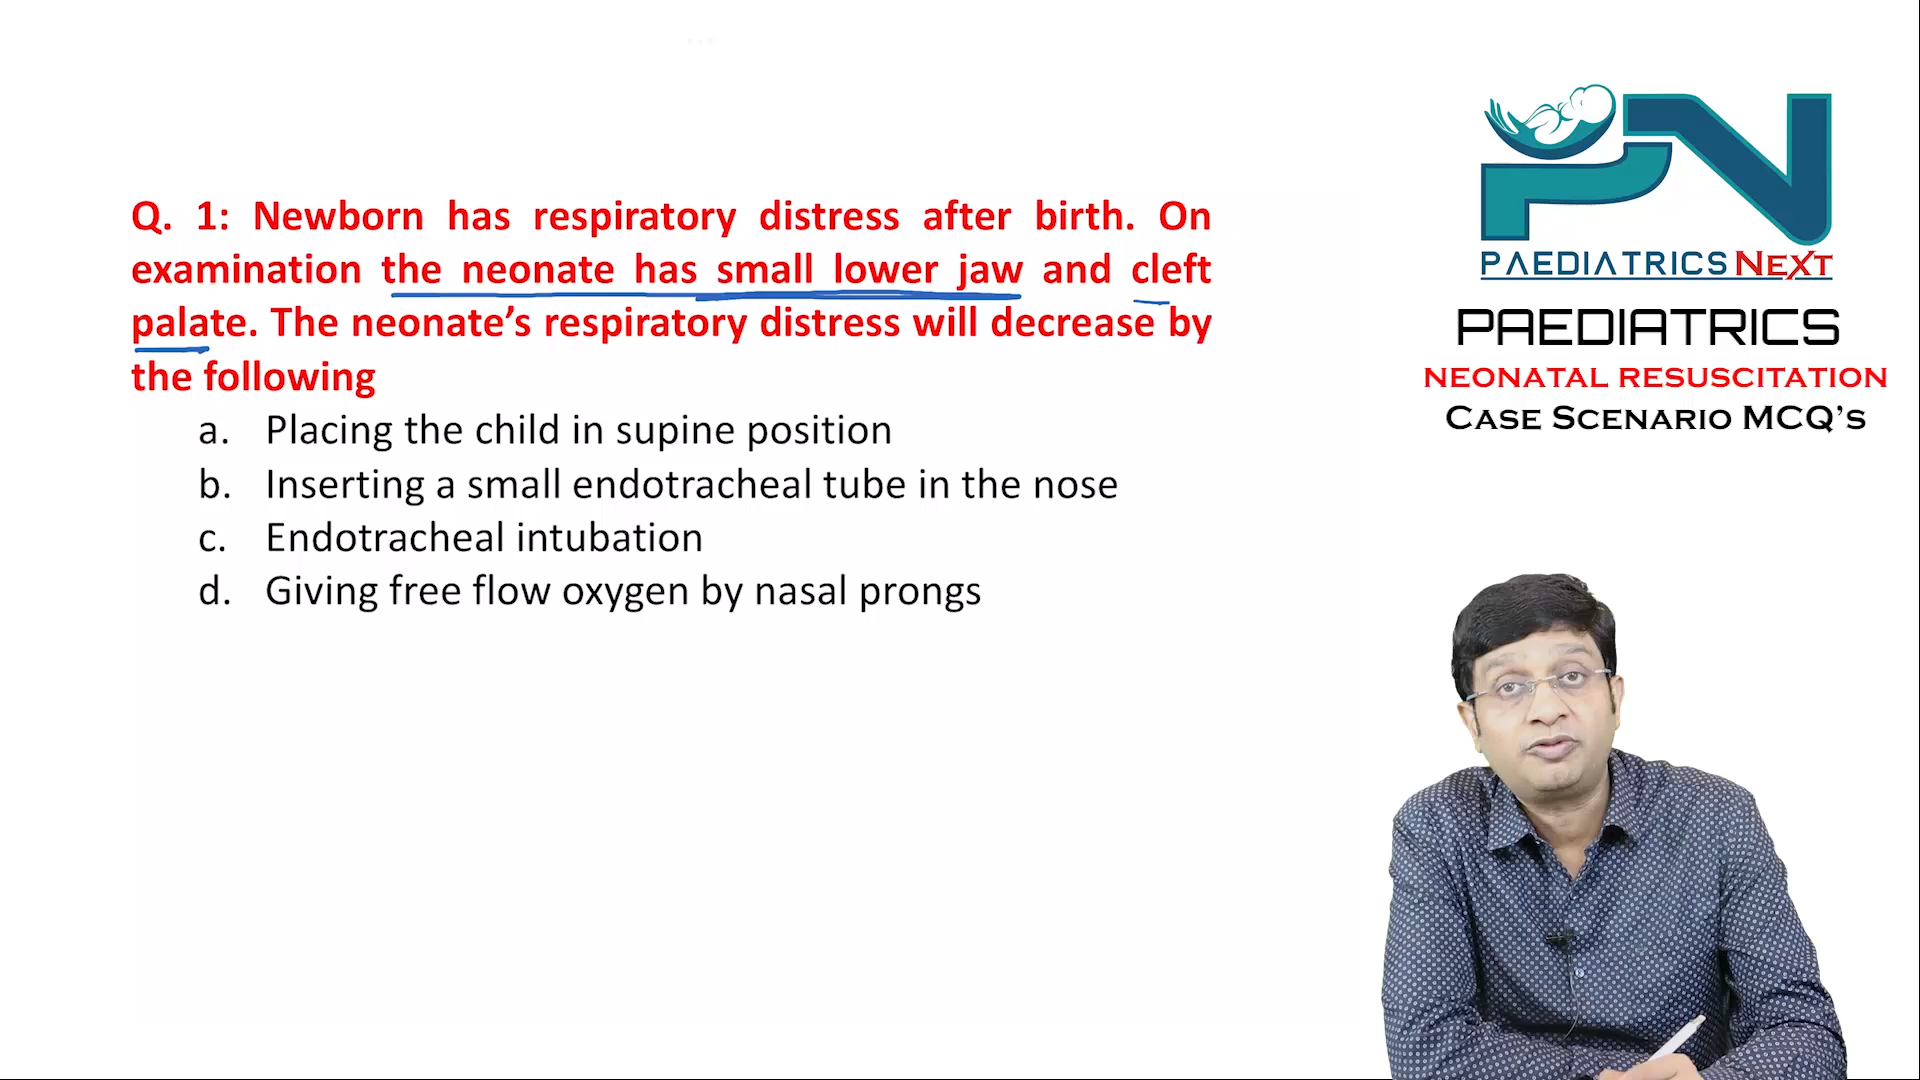 Q. 1: Newborn has respiratory distress after birth. On
examination the neonate has small lower jaw and cleft
palate. The neonate's respiratory distress will decrease by
the following
a. Placing the child in supine position
b. Inserting a small endotracheal tube in the nose
c. Endotracheal intubation
d. Giving free flow oxygen by nasal prongs
PN
PAEDIATRICS NEXT
PAEDIATRICS
NEONATAL RESUSCITATION
CASE SCENARIO MCQ'S